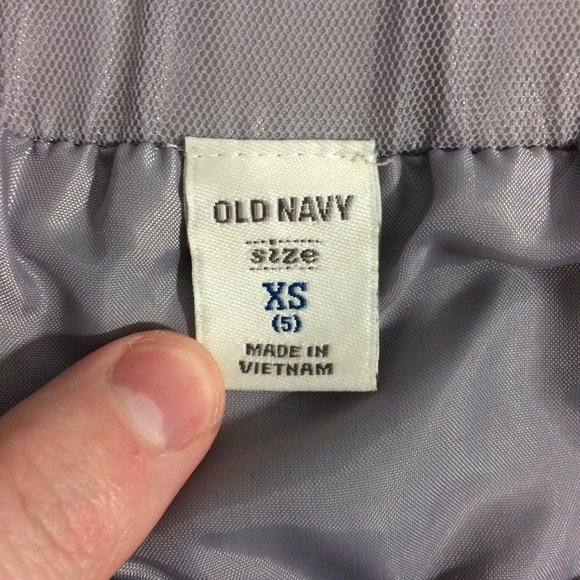 OLD NAVY
size
XS
(5)
MADE IN
VIETNAM